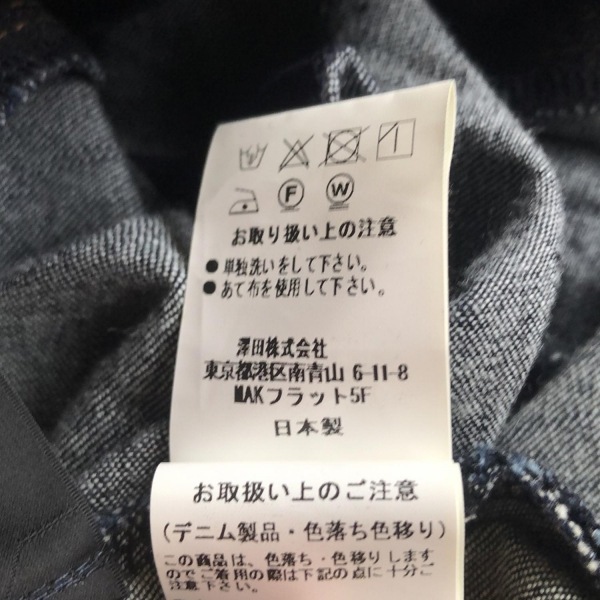 F W
お取り扱い上の注意
●単独洗いをして下さい。
●あて布を使用して下さい。
澤田株式会社
東京都港区南青山 6-11-8
MAKフラット5F
日本製
お取扱い上のご注意
(デニム製品・色落ち色移り)
この商品は、色落ち・色移りします
のでご着用の際は下記の点に十分ご
注意下さい。